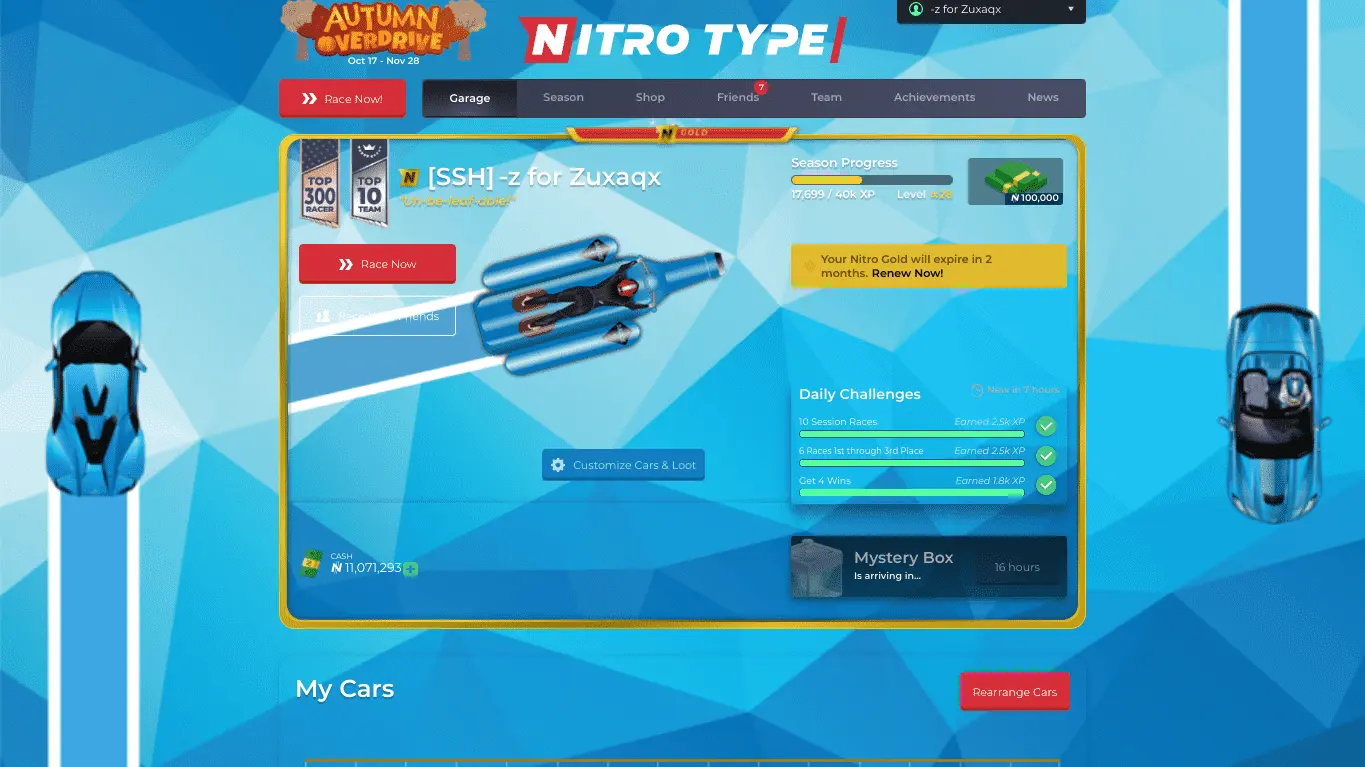 AUTUMN
OVERDRIVE
Oct 17 - Nov 28
NITRO TYPE
-z for Zuxaqx
Race Now!
Garage
Season
Shop
Friends
7
Team
Achievements
News
N GOLD
TOP
300
RACER
TOP
10
TEAM
N [SSH] -z for Zuxaqx
"Un-be-leaf-able!"
Season Progress
17,699 / 40k XP
Level #28
N 100,000
Race Now
Your Nitro Gold will expire in 2
months. Renew Now!
Race Your Friends
Daily Challenges
New in 7 hours
10 Session Races
Earned 2.5k XP
6 Races 1st through 3rd Place
Earned 2.5k XP
Get 4 Wins
Earned 1.8k XP
Customize Cars & Loot
CASH
N 11,071,293
Mystery Box
Is arriving in...
16 hours
My Cars
Rearrange Cars